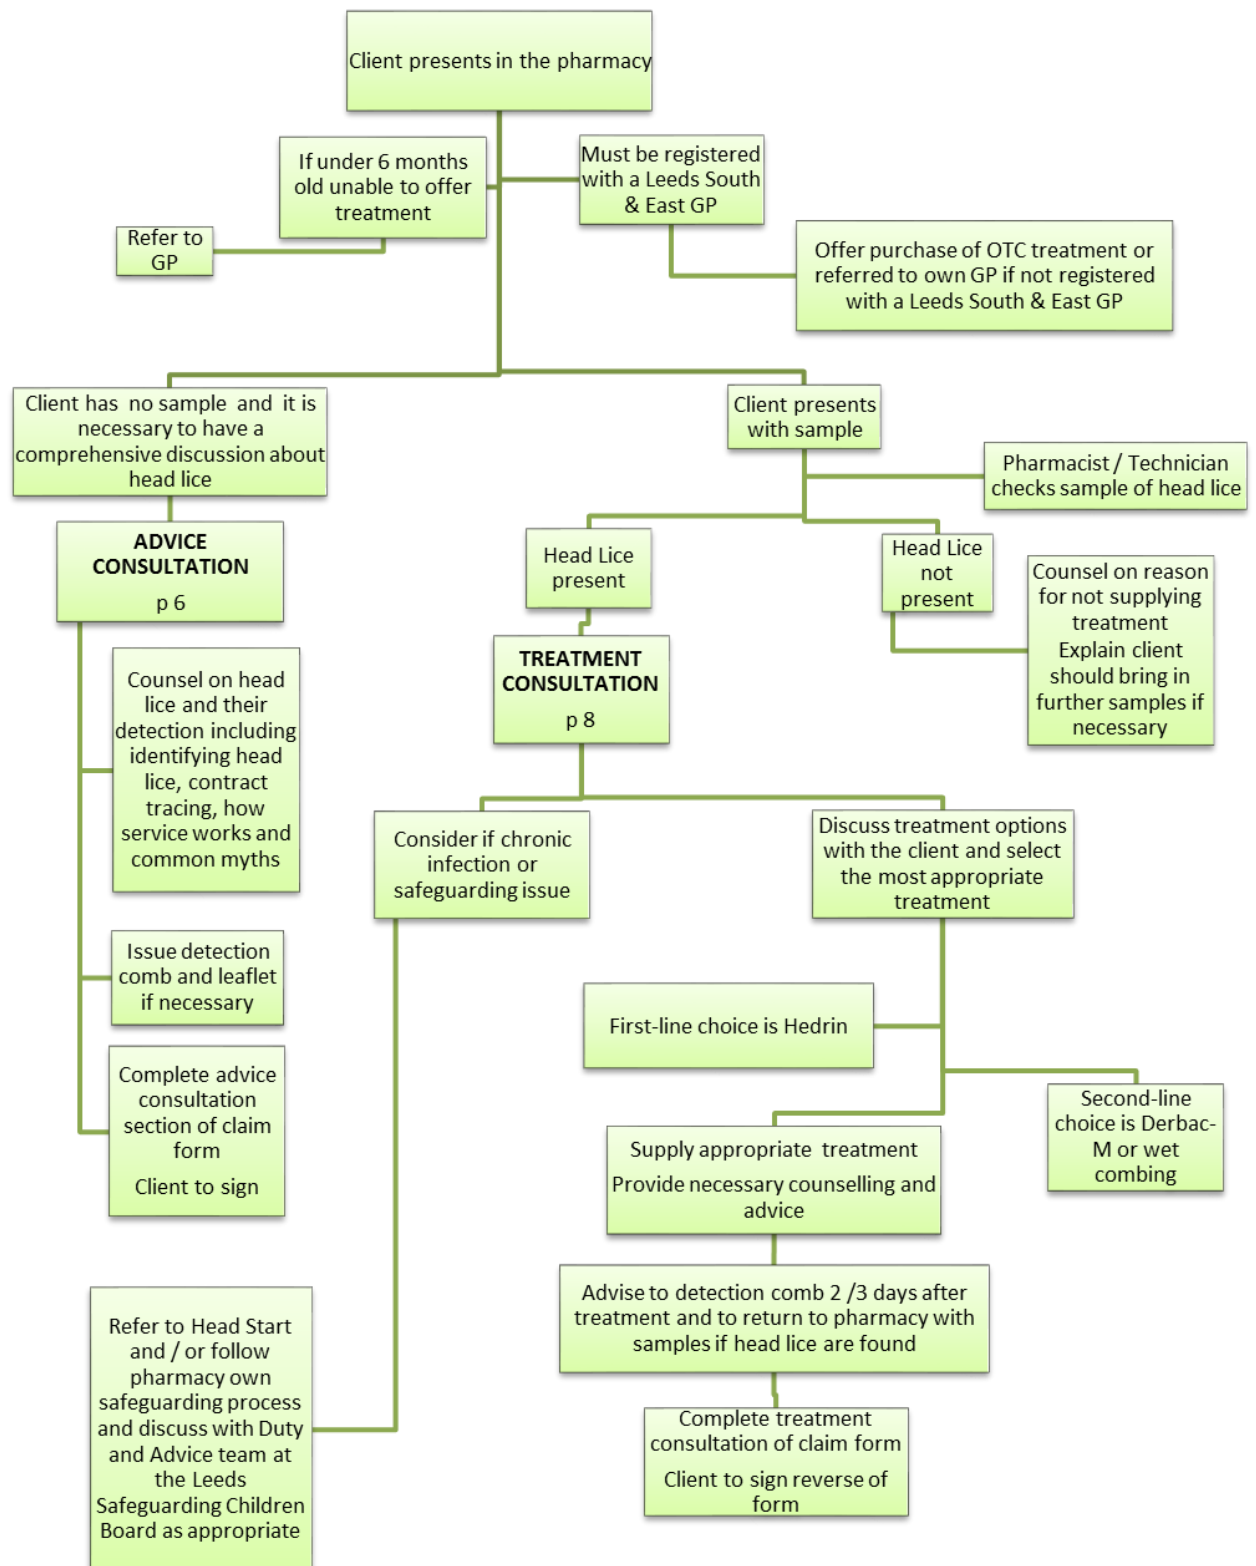 Client presents in the pharmacy
If under 6 months
old unable to offer
treatment
Must be registered
with a Leeds South
& East GP
Refer to
GP
Offer purchase of OTC treatment or
referred to own GP if not registered
with a Leeds South & East GP
Client has no sample and it is
necessary to have a
comprehensive discussion about
head lice
Client presents
with sample
Pharmacist / Technician
checks sample of head lice
ADVICE
CONSULTATION
p 6
Head Lice
present
Head Lice
not
present
Counsel on reason
for not supplying
treatment
Explain client
should bring in
further samples if
necessary
TREATMENT
CONSULTATION
p 8
Counsel on head
lice and their
detection including
identifying head
lice, contract
tracing, how
service works and
common myths
Consider if chronic
infection or
safeguarding issue
Discuss treatment options
with the client and select
the most appropriate
treatment
Issue detection
comb and leaflet
if necessary
First-line choice is Hedrin
Complete advice
consultation
section of claim
form
Client to sign
Second-line
choice is Derbac-
M or wet
combing
Supply appropriate treatment
Provide necessary counselling and
advice
Advise to detection comb 2 /3 days after
treatment and to return to pharmacy with
samples if head lice are found
Refer to Head Start
and / or follow
pharmacy own
safeguarding process
and discuss with Duty
and Advice team at
the Leeds
Safeguarding Children
Board as appropriate
Complete treatment
consultation of claim form
Client to sign reverse of
form